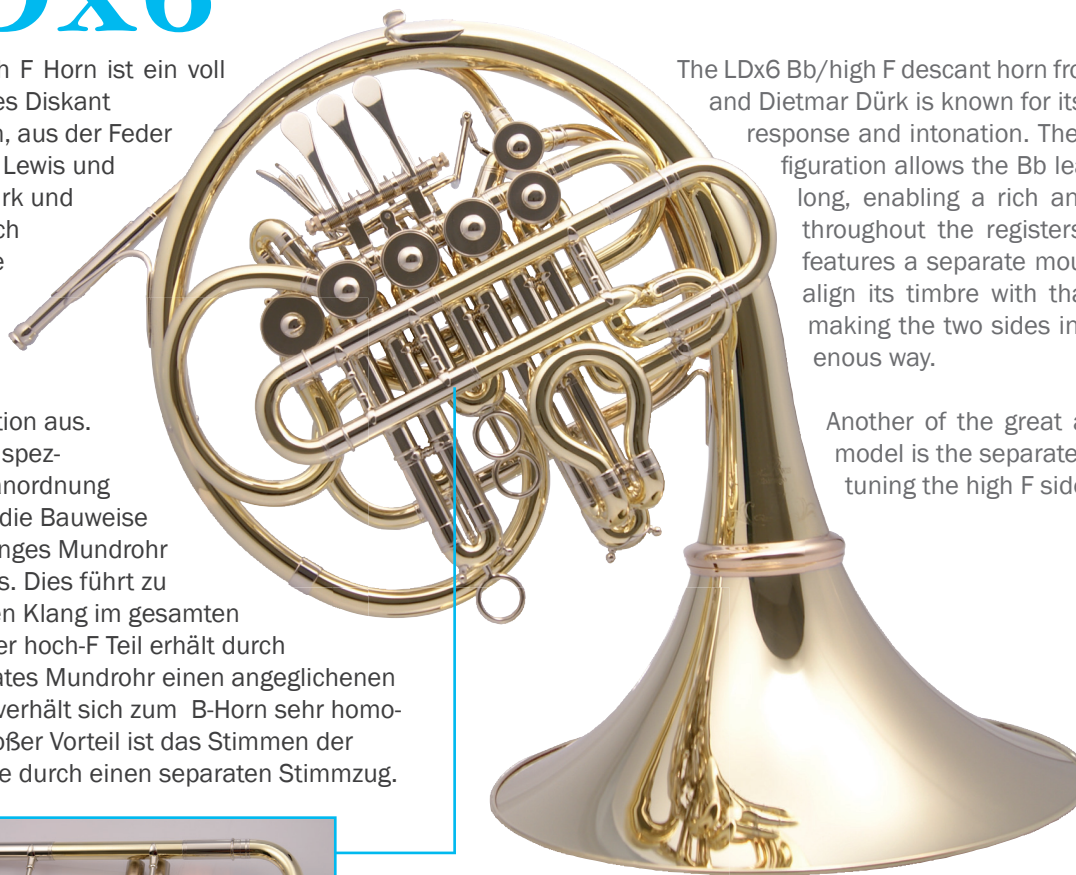 Dx6
h F Horn ist ein voll
es Diskant
n, aus der Feder
Lewis und
rk und
ch
e
tion aus.
spez-
anordnung
die Bauweise
nges Mundrohr
s. Dies führt zu
en Klang im gesamten
er hoch-F Teil erhält durch
ates Mundrohr einen angeglichenen
verhält sich zum B-Horn sehr homo-
oßer Vorteil ist das Stimmen der
e durch einen separaten Stimmzug.
The LDx6 Bb/high F descant horn fro
and Dietmar Dürk is known for its
response and intonation. The
figuration allows the Bb lea
long, enabling a rich an
throughout the registers
features a separate mou
align its timbre with tha
making the two sides in
enous way.
Another of the great a
model is the separate
tuning the high F side